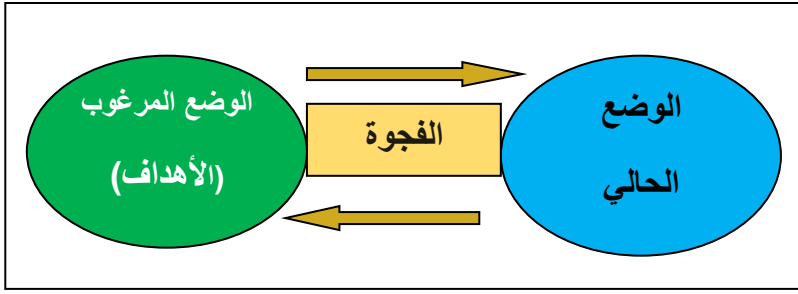 الوضع
الحالي
الفجوة
الوضع المرغوب
(الأهداف)